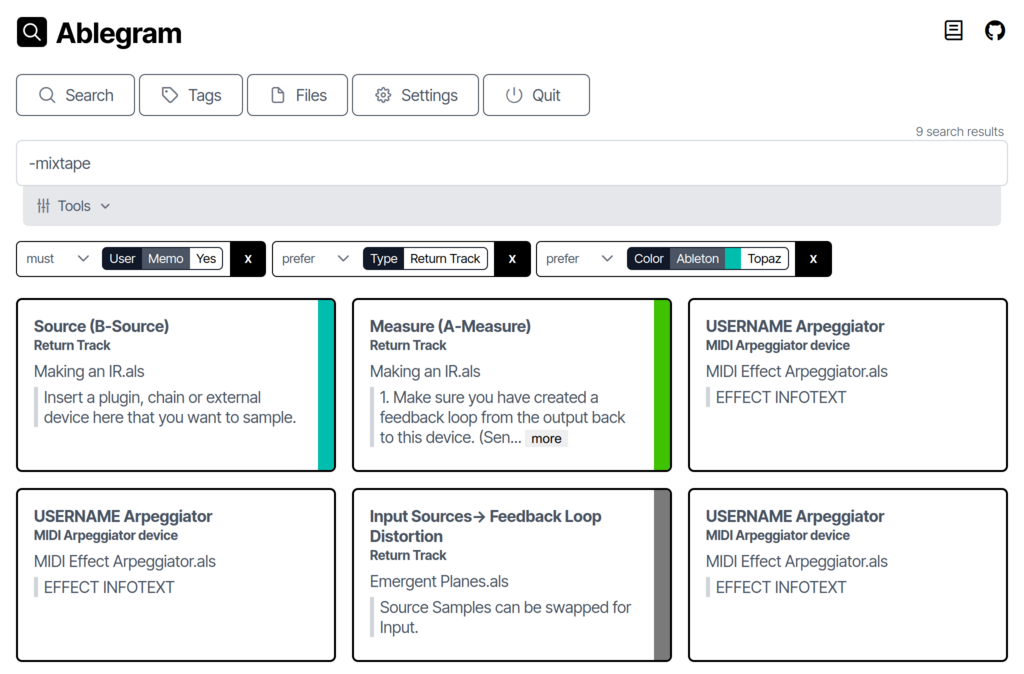 Ablegram
Search
Tags
Files
Settings
Quit
9 search results
-mixtape
Tools
must
User Memo Yes
x
prefer
Type Return Track
x
prefer
Color Ableton Topaz
x
Source (B-Source)
Return Track
Making an IR.als
Insert a plugin, chain or external
device here that you want to sample.
Measure (A-Measure)
Return Track
Making an IR.als
1. Make sure you have created a
feedback loop from the output back
to this device. (Sen... more
USERNAME Arpeggiator
MIDI Arpeggiator device
MIDI Effect Arpeggiator.als
EFFECT INFOTEXT
USERNAME Arpeggiator
MIDI Arpeggiator device
MIDI Effect Arpeggiator.als
EFFECT INFOTEXT
Input Sources→ Feedback Loop
Distortion
Return Track
Emergent Planes.als
Source Samples can be swapped for
Input.
USERNAME Arpeggiator
MIDI Arpeggiator device
MIDI Effect Arpeggiator.als
EFFECT INFOTEXT